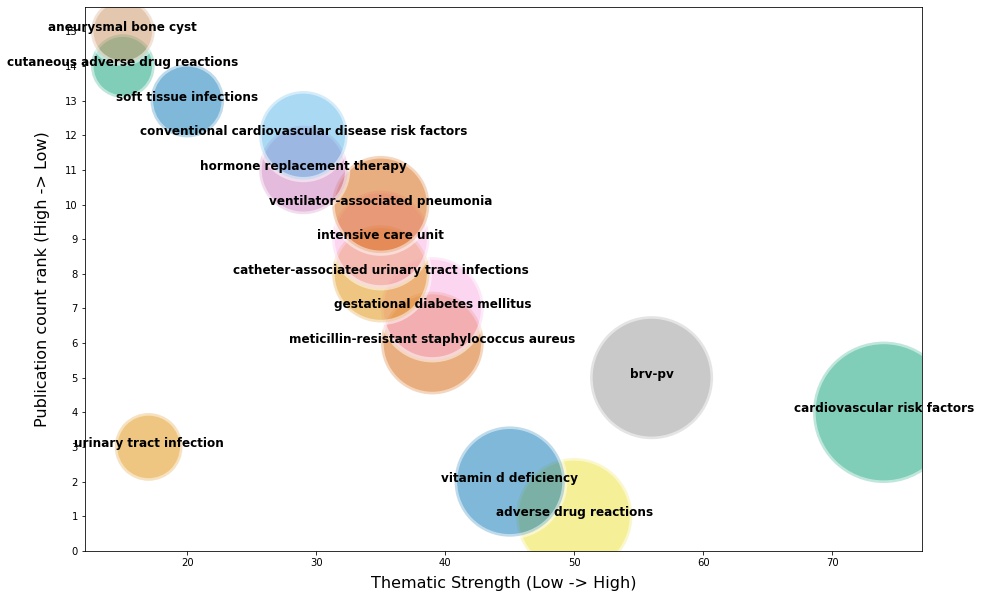 aneurysmal bone cyst
15
cutaneous adverse drug reactions
14
soft tissue infections
13
conventional cardiovascular disease risk factors
12
hormone replacement therapy
11
ventilator-associated pneumonia
10
intensive care unit
9
catheter-associated urinary tract infections
8
gestational diabetes mellitus
7
meticillin-resistant staphylococcus aureus
6
brv-pv
5
cardiovascular risk factors
4
urinary tract infection
3
vitamin d deficiency
2
adverse drug reactions
1
0
20 30 40 50 60 70
Thematic Strength (Low -> High)
Publication count rank (High -> Low)